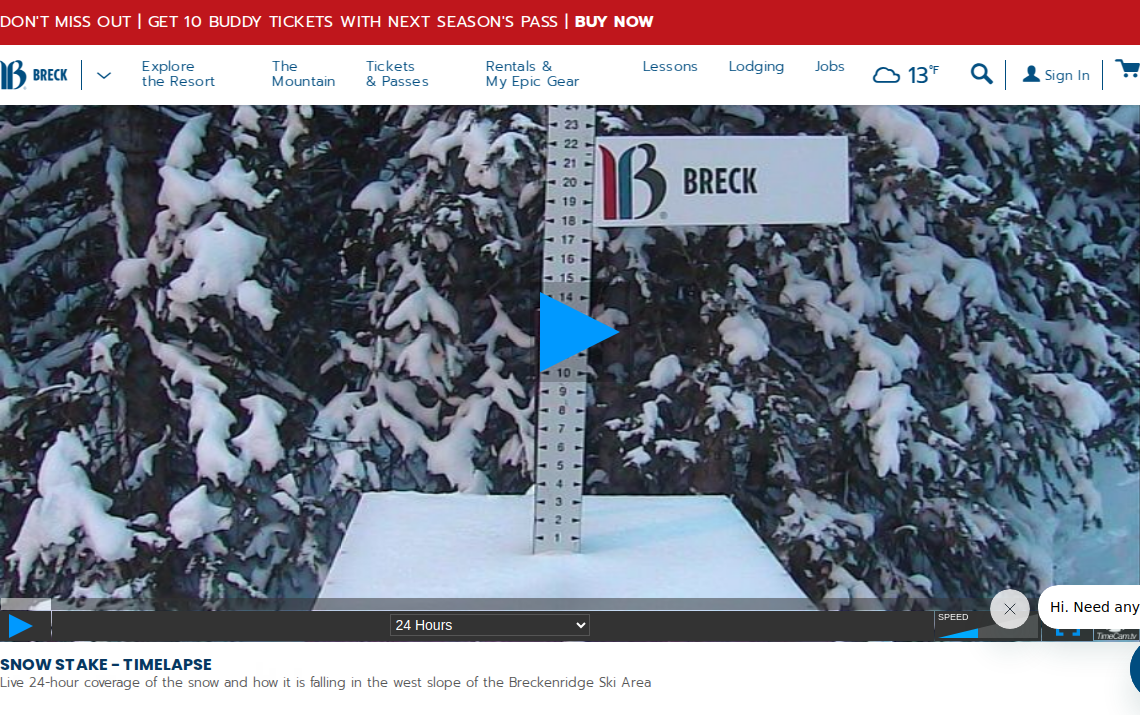 DON'T MISS OUT | GET 10 BUDDY TICKETS WITH NEXT SEASON'S PASS | BUY NOW
BRECK
Explore
the Resort
The
Mountain
Tickets
& Passes
Rentals &
My Epic Gear
Lessons
Lodging
Jobs
13°F
Sign In
23
22
21
20
19
18
17
16
15
14
10
9
8
7
6
5
4
3
2
1
BRECK
24 Hours
SPEED
Hi. Need any
TimeCam.tv
SNOW STAKE - TIMELAPSE
Live 24-hour coverage of the snow and how it is falling in the west slope of the Breckenridge Ski Area